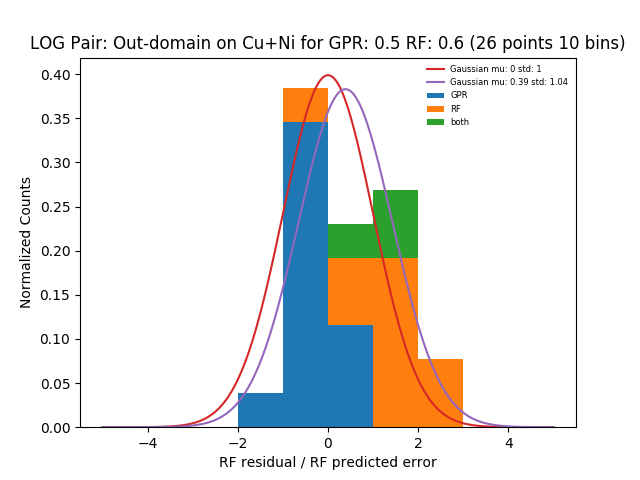 LOG Pair: Out-domain on Cu+Ni for GPR: 0.5 RF: 0.6 (26 points 10 bins)
Gaussian mu: 0 std: 1
Gaussian mu: 0.39 std: 1.04
GPR
RF
both
Normalized Counts
0.40
0.35
0.30
0.25
0.20
0.15
0.10
0.05
0.00
−4 −2 0 2 4
RF residual / RF predicted error